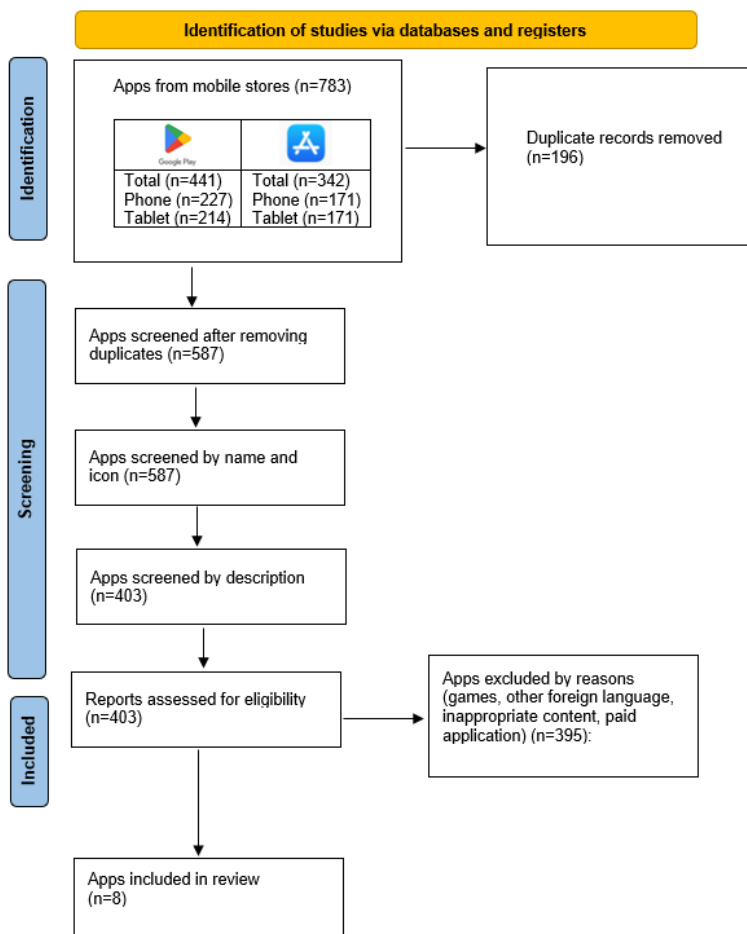 Identification of studies via databases and registers
Identification
Apps from mobile stores (n=783)
Google Play
Total (n=441)
Phone (n=227)
Tablet (n=214)
Total (n=342)
Phone (n=171)
Tablet (n=171)
Duplicate records removed
(n=196)
Screening
Apps screened after removing
duplicates (n=587)
Apps screened by name and
icon (n=587)
Apps screened by description
(n=403)
Reports assessed for eligibility
(n=403)
Apps excluded by reasons
(games, other foreign language,
inappropriate content, paid
application) (n=395):
Included
Apps included in review
(n=8)